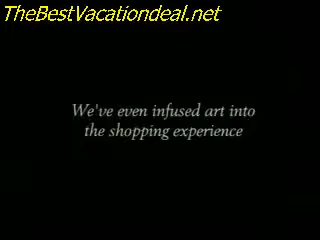 TheBestVacationdeal.net
We've even infused art into
the shopping experience